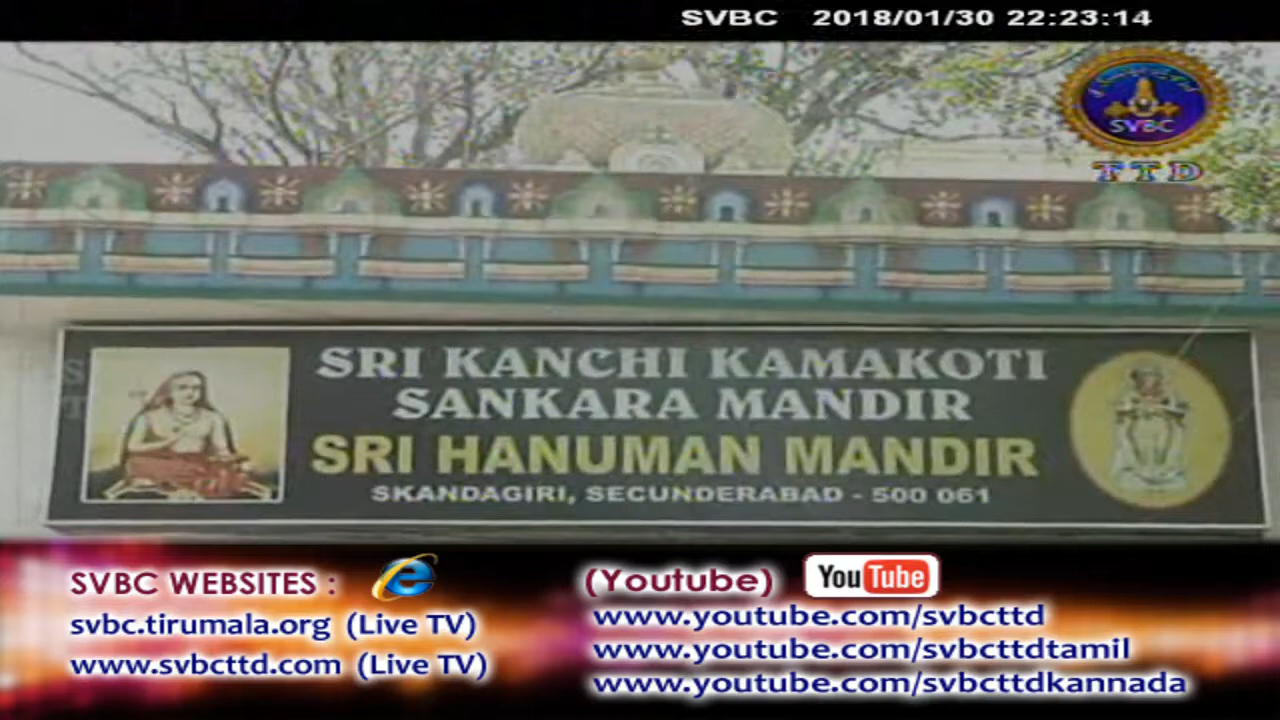 SVBC 2018/01/30 22:23:14
SVBC
TTD
SRI KANCHI KAMAKOTI
SANKARA MANDIR
SRI HANUMAN MANDIR
SKANDAGIRI, SECUNDERABAD - 500 061
SVBC WEBSITES :
svbc.tirumala.org (Live TV)
www.svbcttd.com (Live TV)
(Youtube) YouTube
www.youtube.com/svbcttd
www.youtube.com/svbcttdtamil
www.youtube.com/svbcttdkannada